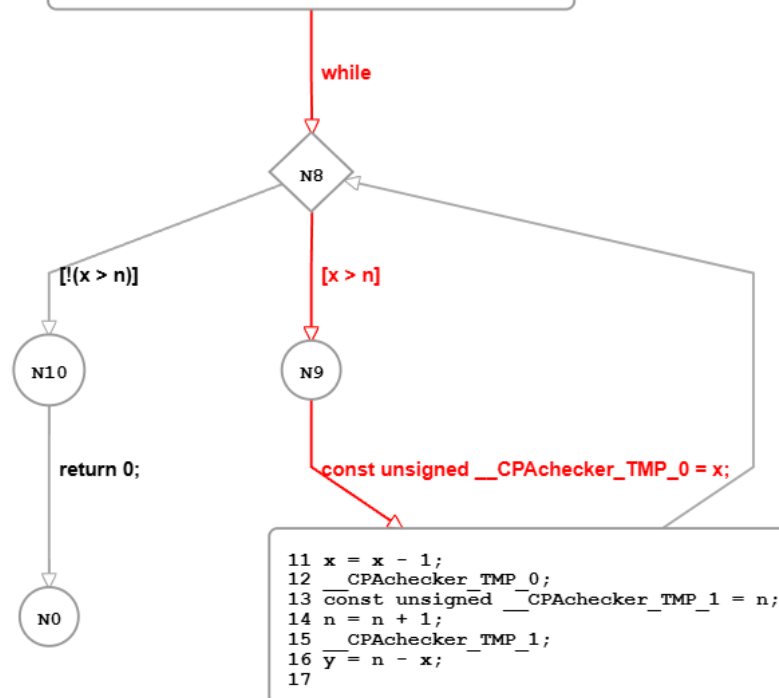 while
N8
[!(x > n)]
[x > n]
N10
N9
return 0;
const unsigned __CPAchecker_TMP_0 = x;
11 x = x - 1;
12 __CPAchecker_TMP_0;
13 const unsigned __CPAchecker_TMP_1 = n;
14 n = n + 1;
15 __CPAchecker_TMP_1;
16 y = n - x;
17
N0